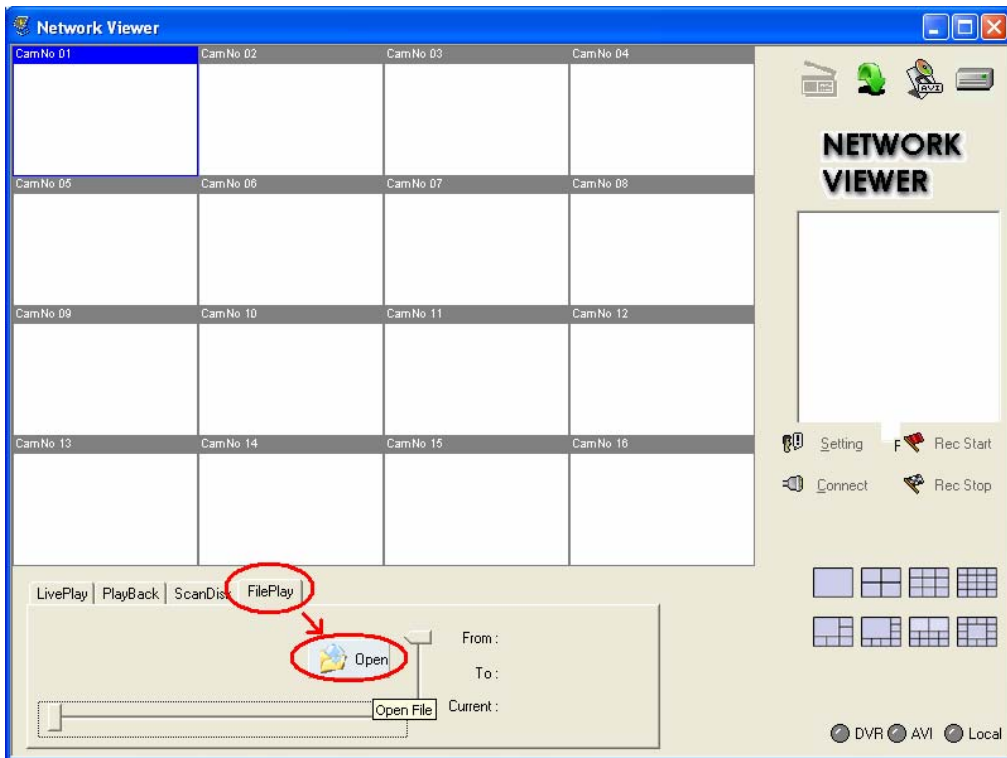 Network Viewer
CamNo 01 CamNo 02 CamNo 03 CamNo 04
AVI
NETWORK
VIEWER
CamNo 05 CamNo 06 CamNo 07 CamNo 08
CamNo 09 CamNo 10 CamNo 11 CamNo 12
CamNo 13 CamNo 14 CamNo 15 CamNo 16
Setting F Rec Start
Connect Rec Stop
LivePlay PlayBack ScanDisk FilePlay
Open
Open File
From :
To :
Current :
DVR AVI Local